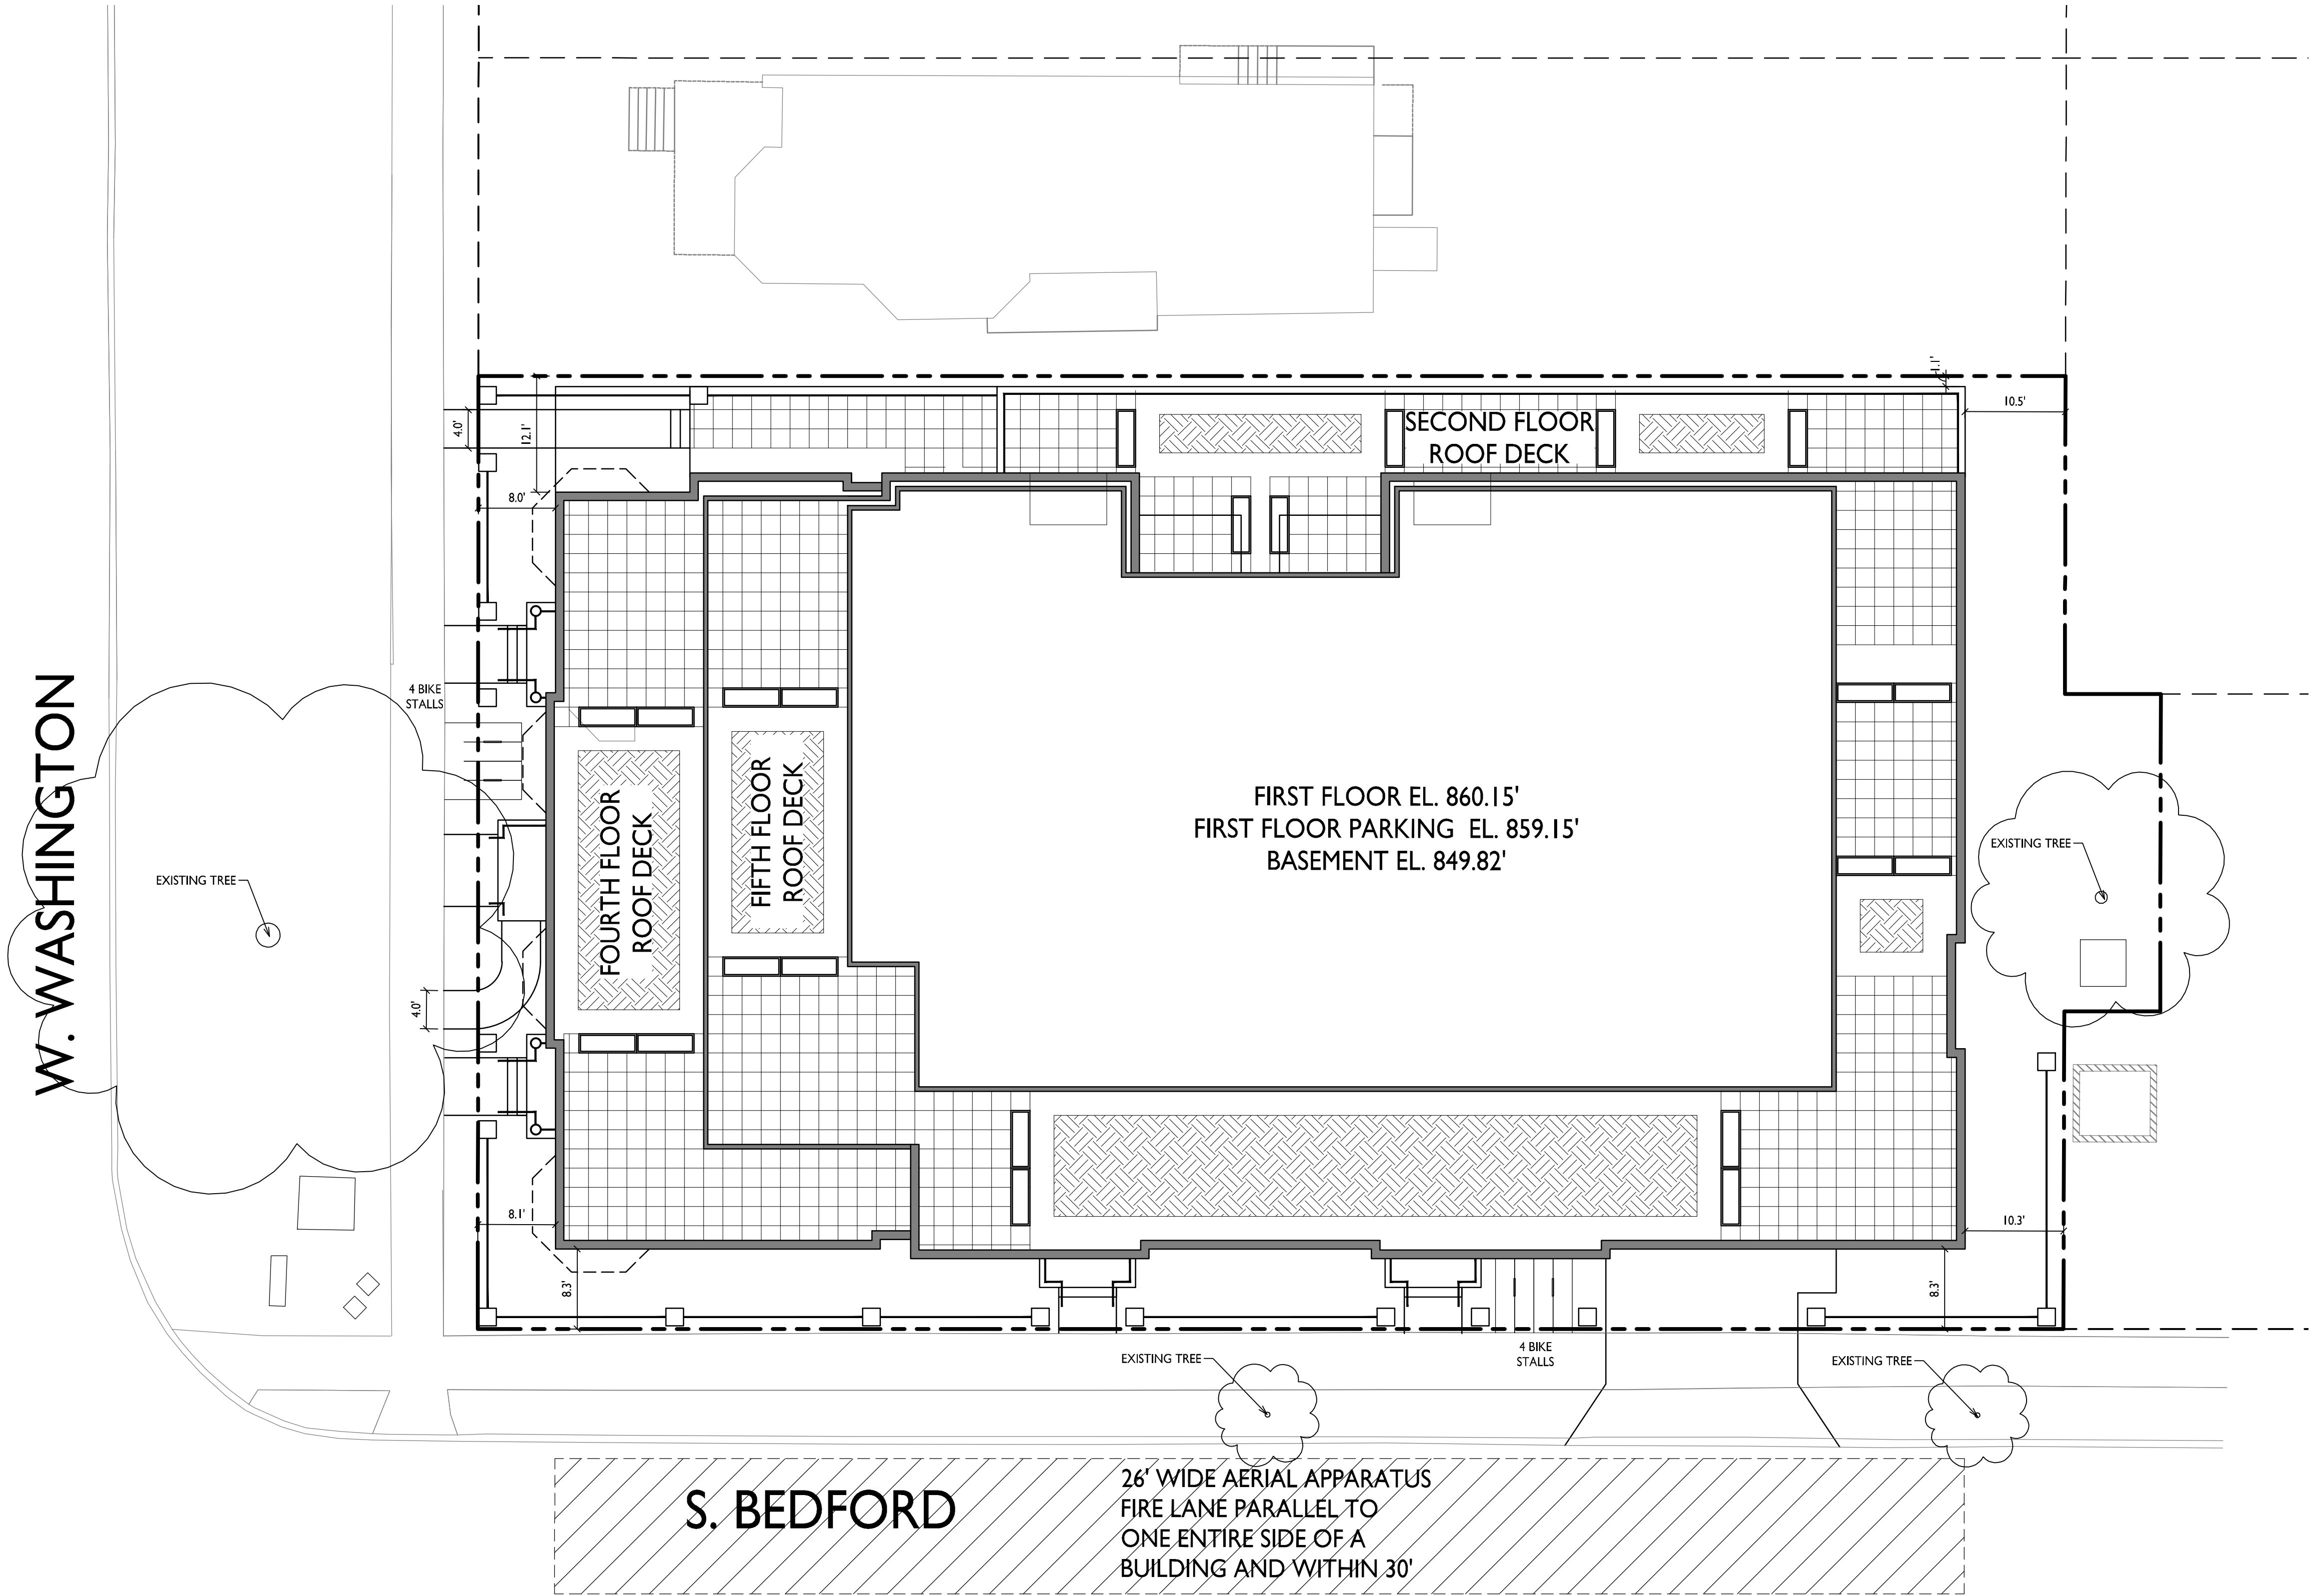 1.1'
10.5'
4.0'
12.1'
SECOND FLOOR
ROOF DECK
8.0'
W. WASHINGTON
4 BIKE
STALLS
FOURTH FLOOR
ROOF DECK
FIFTH FLOOR
ROOF DECK
FIRST FLOOR EL. 860.15'
FIRST FLOOR PARKING EL. 859.15'
BASEMENT EL. 849.82'
EXISTING TREE
EXISTING TREE
4.0'
8.1'
10.3'
8.3'
8.3'
4 BIKE
STALLS
EXISTING TREE
EXISTING TREE
S. BEDFORD
26' WIDE AERIAL APPARATUS
FIRE LANE PARALLEL TO
ONE ENTIRE SIDE OF A
BUILDING AND WITHIN 30'